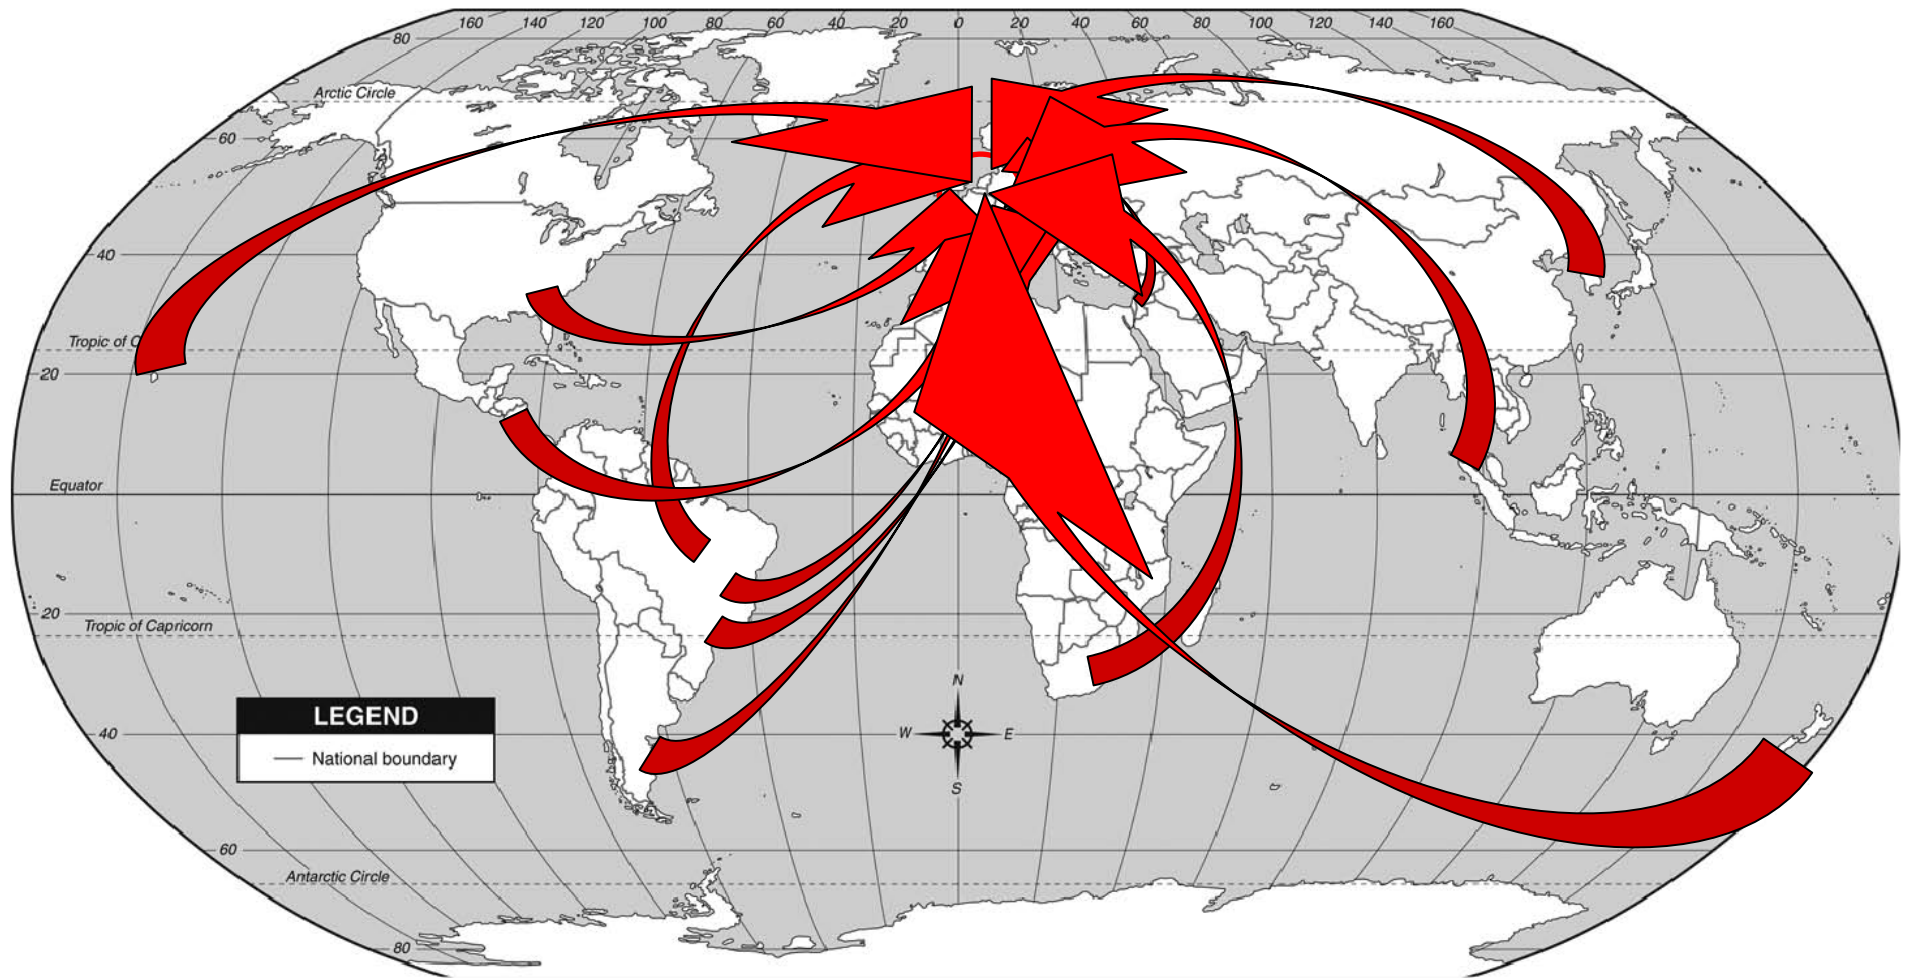 160 140 120 100 80 60 40 20 0 20 40 60 80 100 120 140 160
80
Arctic Circle
60
40
Tropic of C
20
Equator
20
Tropic of Capricorn
N
W E
S
LEGEND
National boundary
40
60
Antarctic Circle
80